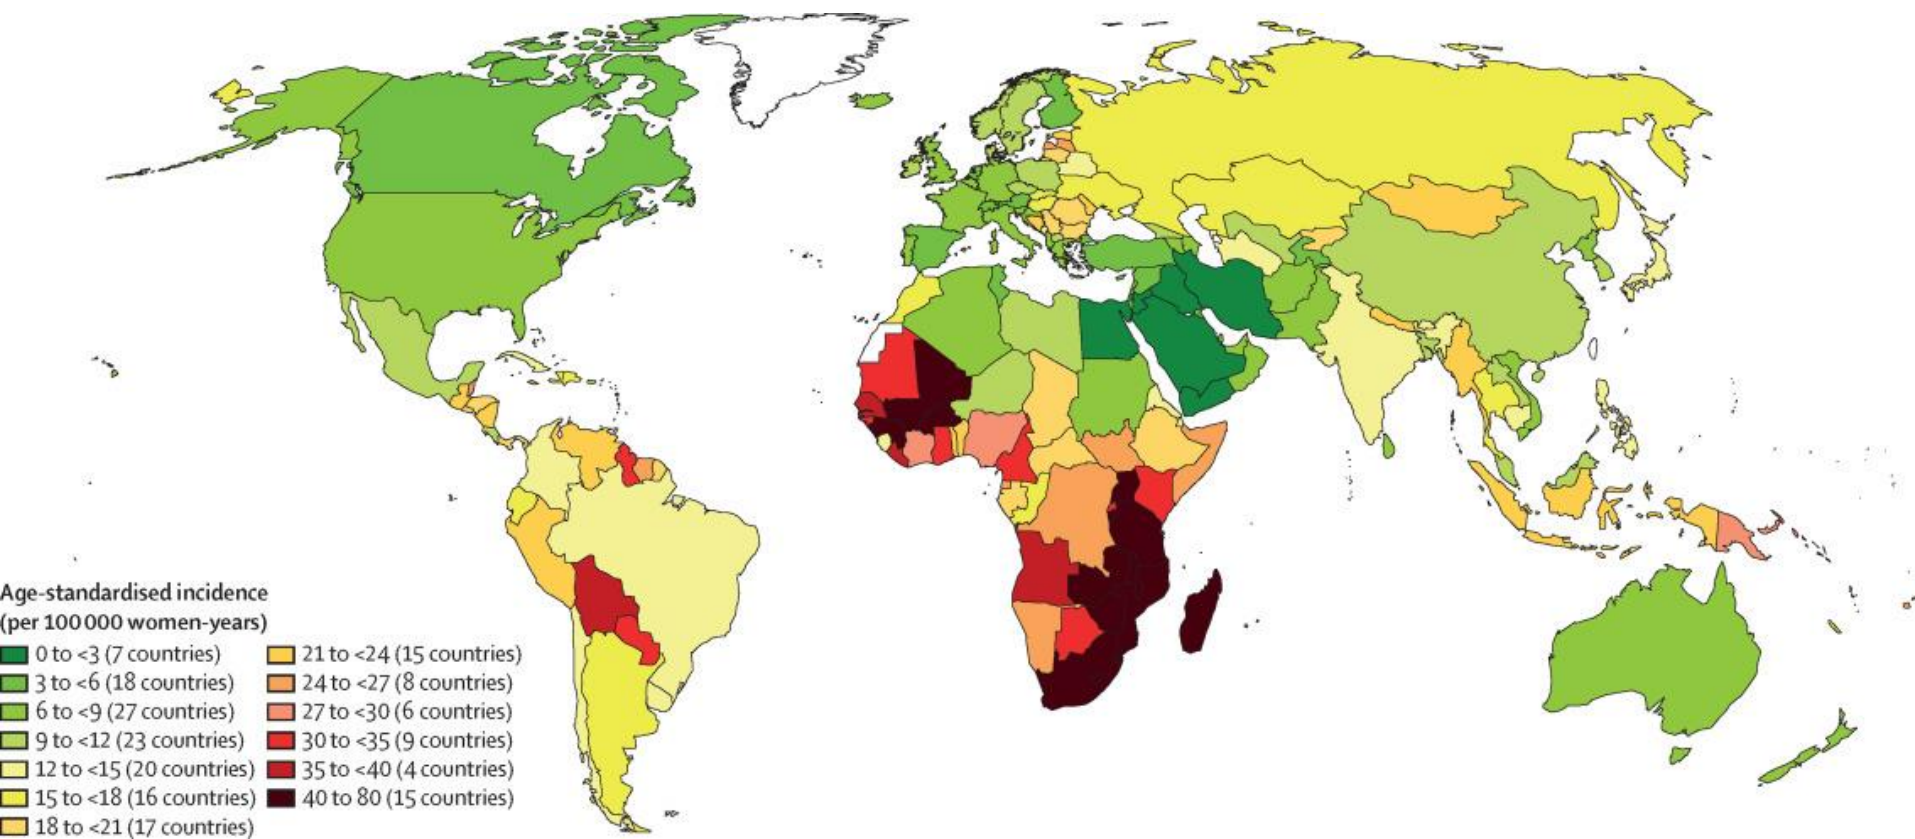 Age-standardised incidence
(per 100 000 women-years)
0 to <3 (7 countries)
3 to <6 (18 countries)
6 to <9 (27 countries)
9 to <12 (23 countries)
12 to <15 (20 countries)
15 to <18 (16 countries)
18 to <21 (17 countries)
21 to <24 (15 countries)
24 to <27 (8 countries)
27 to <30 (6 countries)
30 to <35 (9 countries)
35 to <40 (4 countries)
40 to 80 (15 countries)